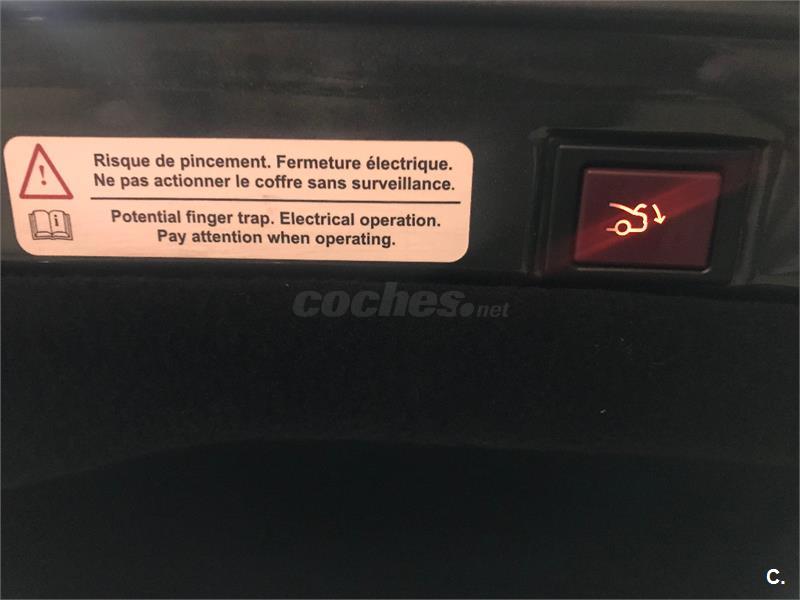 Risque de pincement. Fermeture électrique.
Ne pas actionner le coffre sans surveillance.
Potential finger trap. Electrical operation.
Pay attention when operating.
coches.net
C.